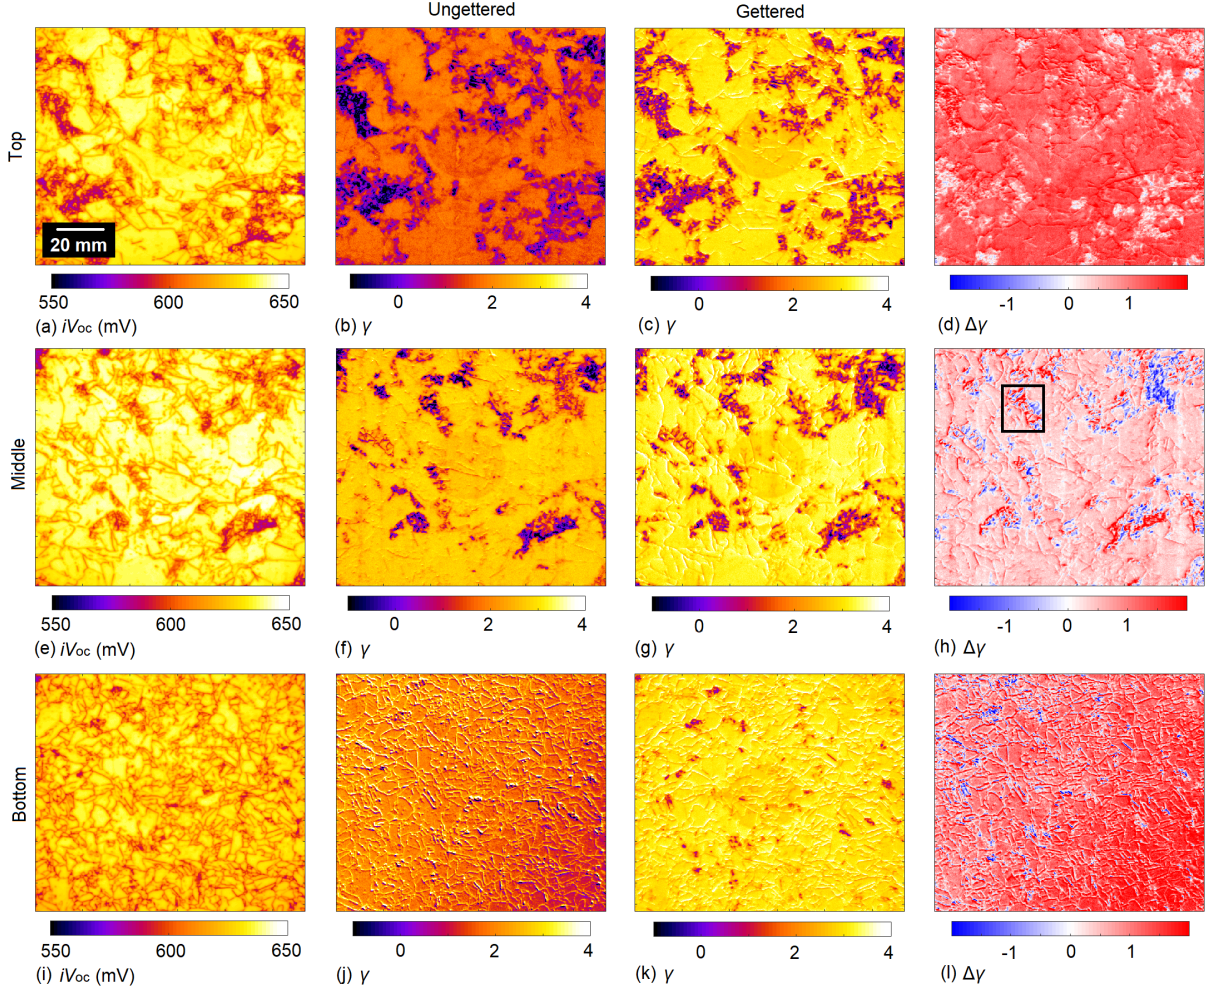 Ungettered Gettered
Top
20 mm
550 600 650 0 2 4 0 2 4 -1 0 1
(a) iVoc (mV) (b) γ (c) γ (d) Δγ
Middle
550 600 650 0 2 4 0 2 4 -1 0 1
(e) iVoc (mV) (f) γ (g) γ (h) Δγ
Bottom
550 600 650 0 2 4 0 2 4 -1 0 1
(i) iVoc (mV) (j) γ (k) γ (l) Δγ